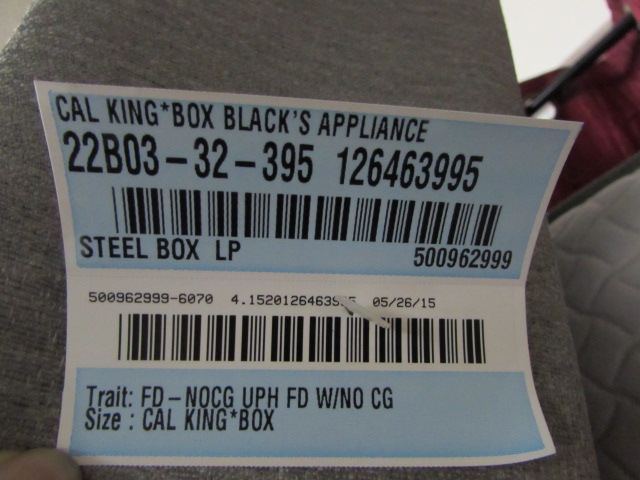 CAL KING*BOX BLACK'S APPLIANCE
22B03-32-395 126463995
STEEL BOX LP 500962999
500962999-6070 05/26/15
Trait: FD-NOCG UPH FD W/NO CG
Size : CAL KING*BOX